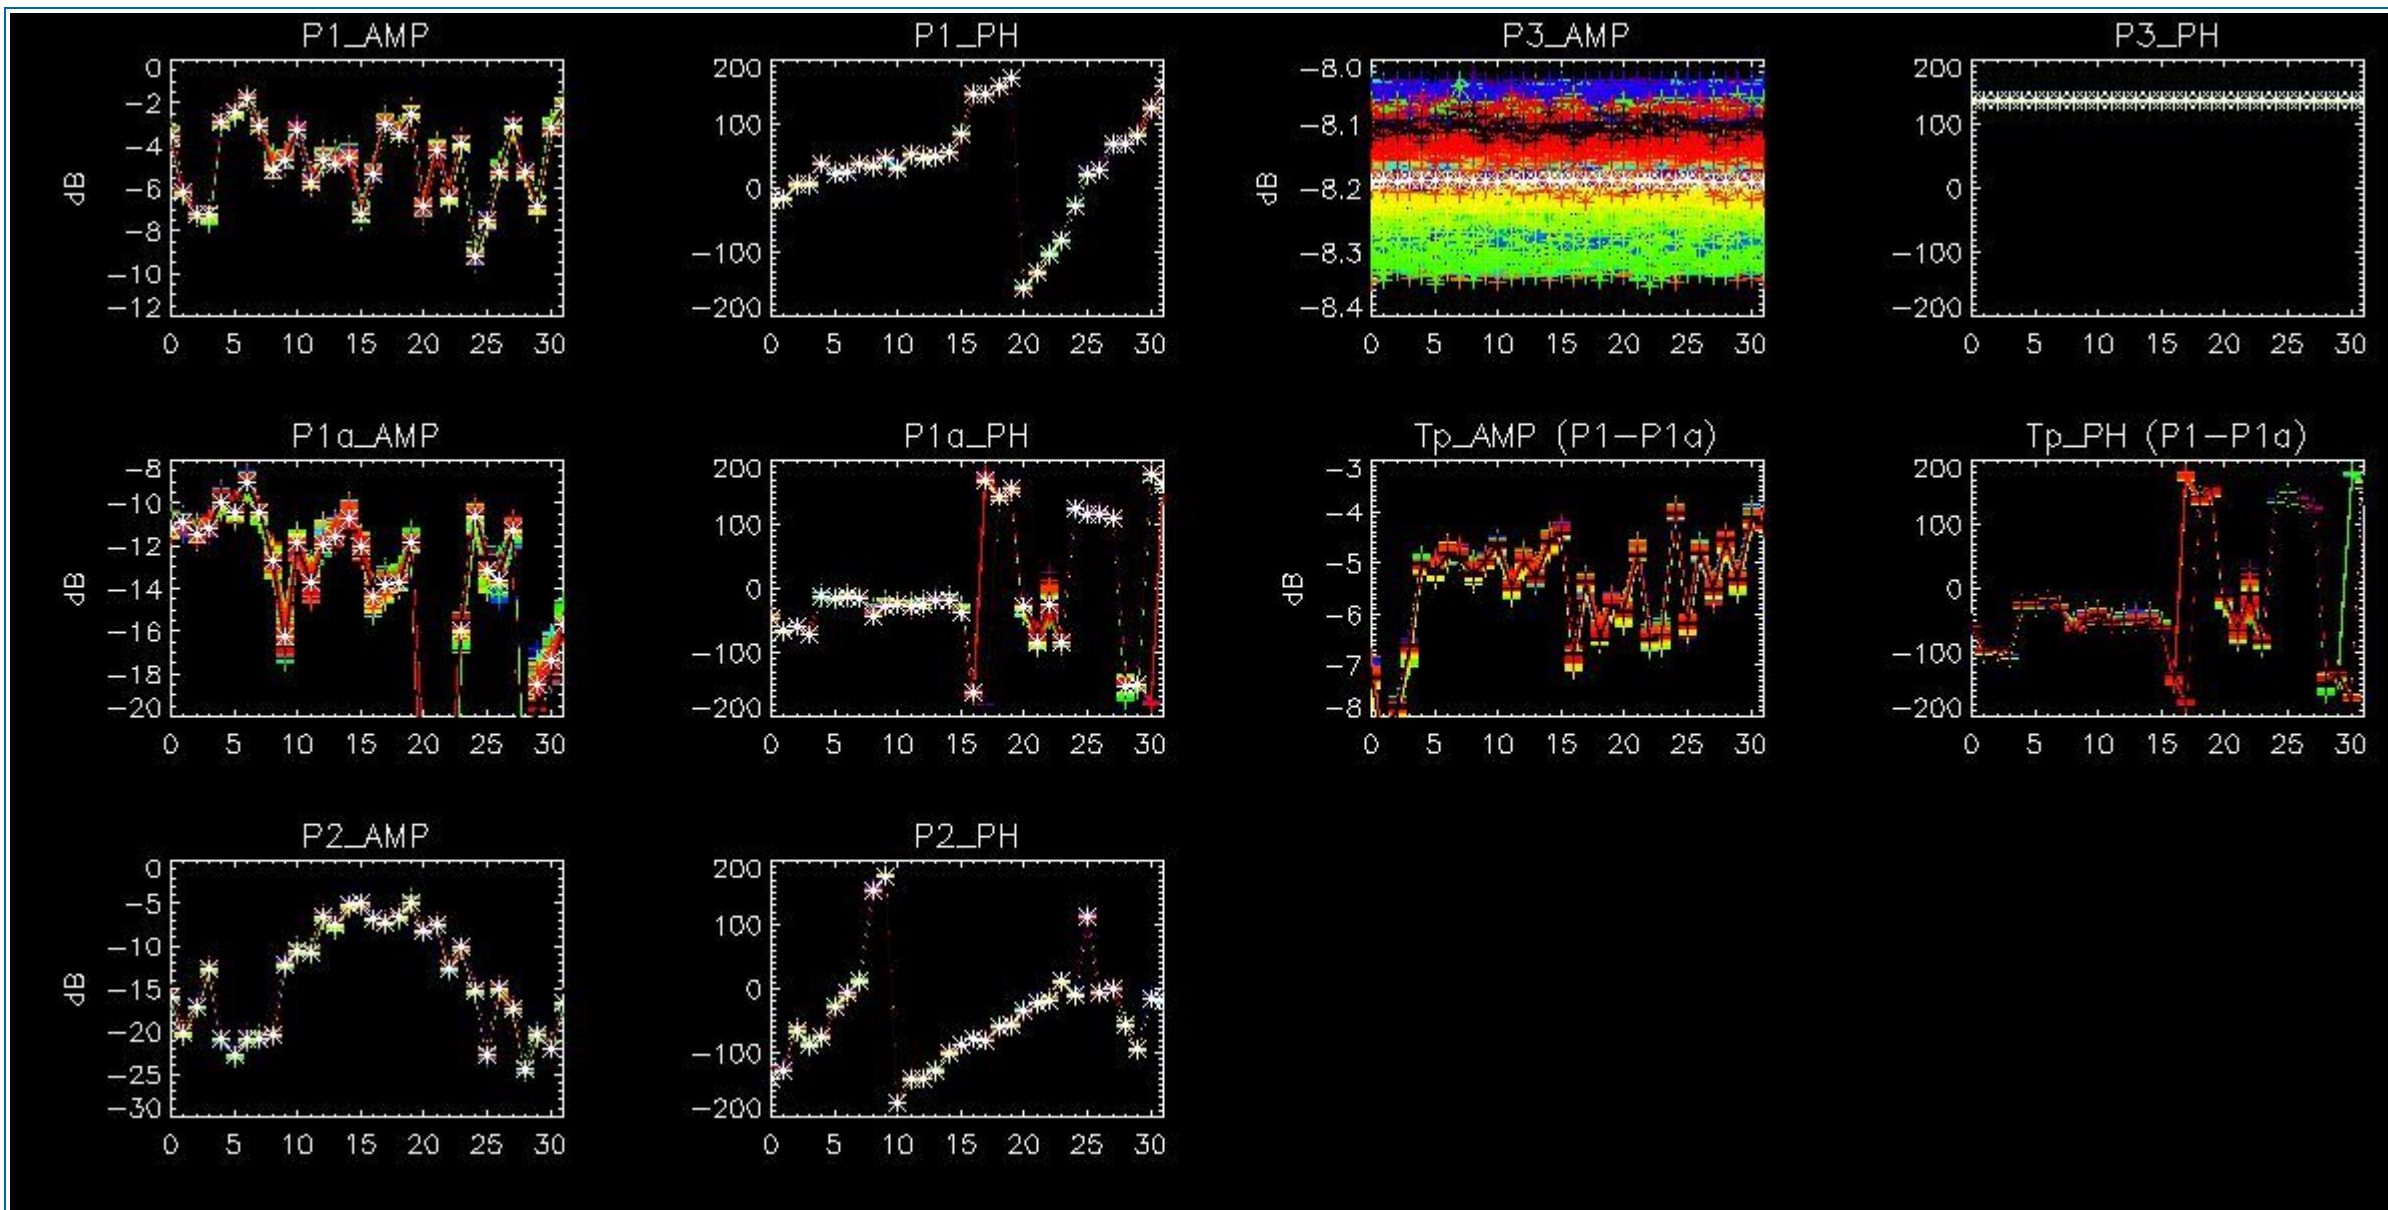 P1_AMP P1_PH P3_AMP P3_PH
0 200 −8.0 200
−2
100 −8.1 100
−4
dB −6 0 dB −8.2 0
−8
−100 −8.3 −100
−10
−12 −200 −8.4 −200
0 5 10 15 20 25 30 0 5 10 15 20 25 30 0 5 10 15 20 25 30 0 5 10 15 20 25 30
P1a_AMP P1a_PH Tp_AMP (P1−P1a) Tp_PH (P1−P1a)
−8 200 −3 200
−10 100 −4 100
−12
−5
dB −14 0 dB 0
−6
−16 −100 −100
−18 −7
−20 −200 −8 −200
0 5 10 15 20 25 30 0 5 10 15 20 25 30 0 5 10 15 20 25 30 0 5 10 15 20 25 30
P2_AMP P2_PH
0 200
−5
100
−10
dB −15 0
−20
−100
−25
−30 −200
0 5 10 15 20 25 30 0 5 10 15 20 25 30